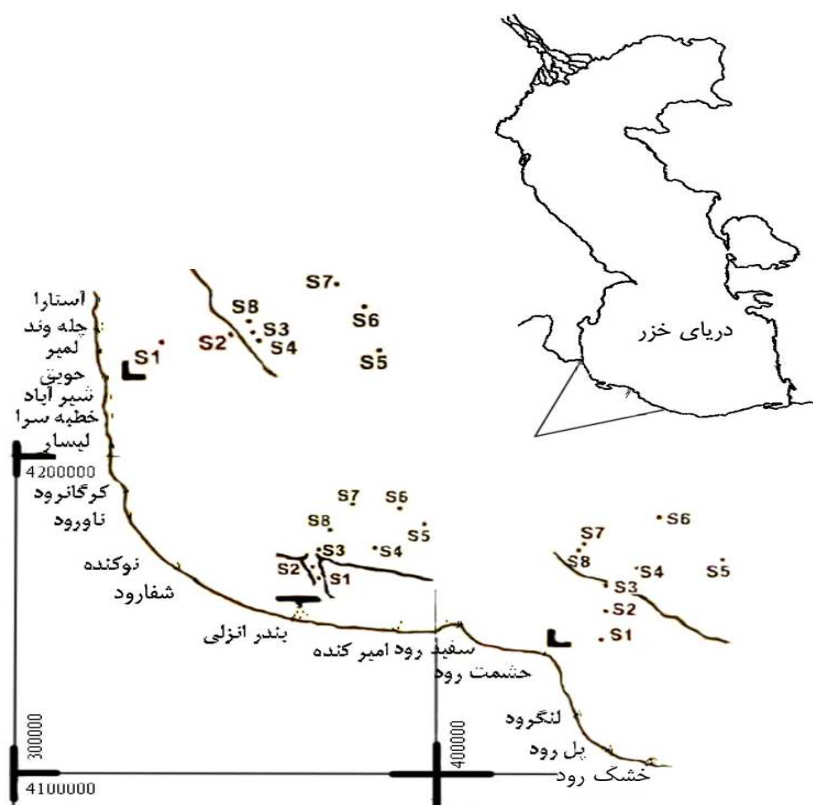 دریای خزر
آستارا
چله وند
لمیر
حویق
شیر آباد
خطبه سرا
لیسار
4200000
کرگانرود
ناورود
نوکنده
شفارود
بندر انزلی
امیر کنده
سفید رود
حشمت رود
لنگرود
پل رود
خشک رود
300000
400000
4100000
S7
S8
S6
S3
S2
S4
S1
S5
S7
S6
S8
S5
S3
S4
S2
S1
S6
S7
S8
S5
S4
S3
S2
S1